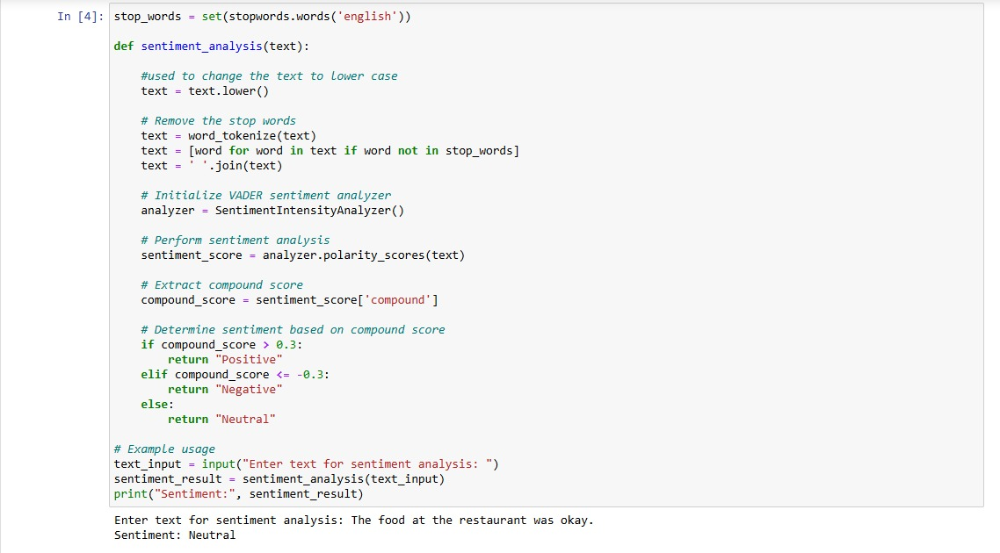 In [4]: stop_words = set(stopwords.words('english'))
def sentiment_analysis(text):
#used to change the text to lower case
text = text.lower()
# Remove the stop words
text = word_tokenize(text)
text = [word for word in text if word not in stop_words]
text = ' '.join(text)
# Initialize VADER sentiment analyzer
analyzer = SentimentIntensityAnalyzer()
# Perform sentiment analysis
sentiment_score = analyzer.polarity_scores(text)
# Extract compound score
compound_score = sentiment_score['compound']
# Determine sentiment based on compound score
if compound_score > 0.3:
return "Positive"
elif compound_score <= -0.3:
return "Negative"
else:
return "Neutral"
# Example usage
text_input = input("Enter text for sentiment analysis: ")
sentiment_result = sentiment_analysis(text_input)
print("Sentiment:", sentiment_result)
Enter text for sentiment analysis: The food at the restaurant was okay.
Sentiment: Neutral